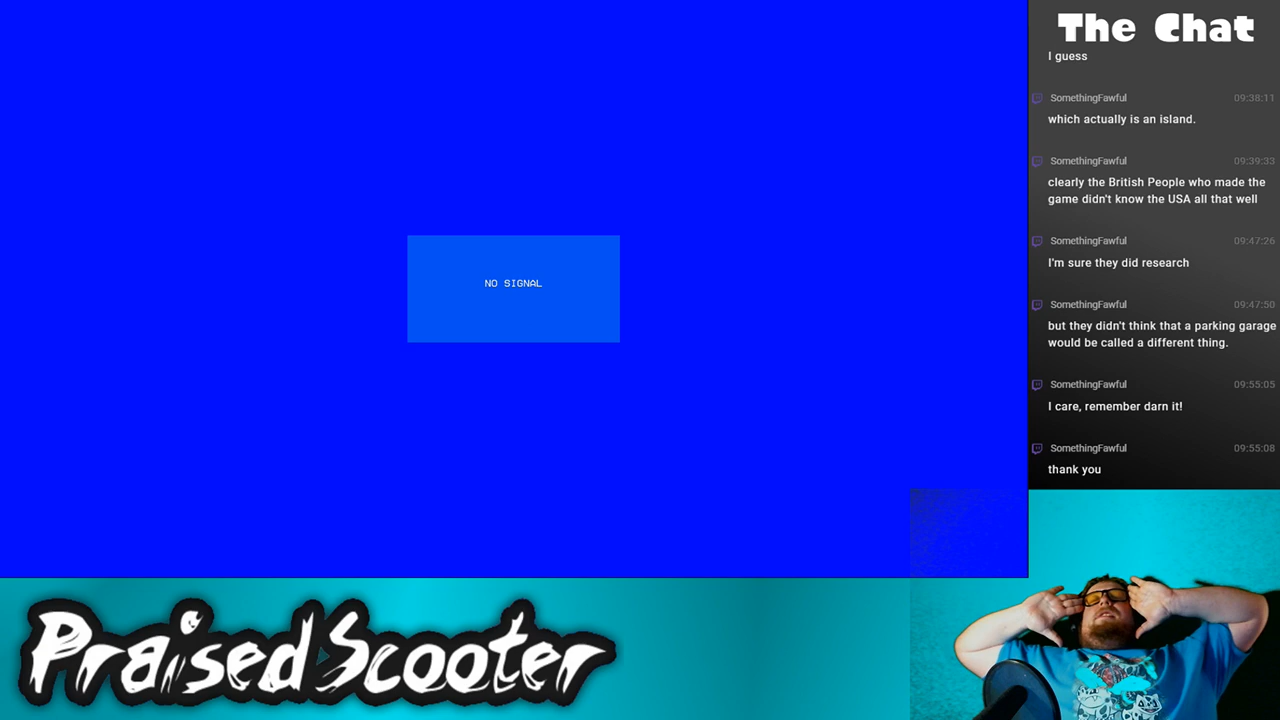 The Chat
I guess
SomethingFawful 09:38:11
which actually is an island.
SomethingFawful 09:39:33
clearly the British People who made the
game didn't know the USA all that well
SomethingFawful 09:47:26
I'm sure they did research
SomethingFawful 09:47:50
but they didn't think that a parking garage
would be called a different thing.
SomethingFawful 09:55:05
I care, remember darn it!
SomethingFawful 09:55:08
thank you
NO SIGNAL
PraisedScooter